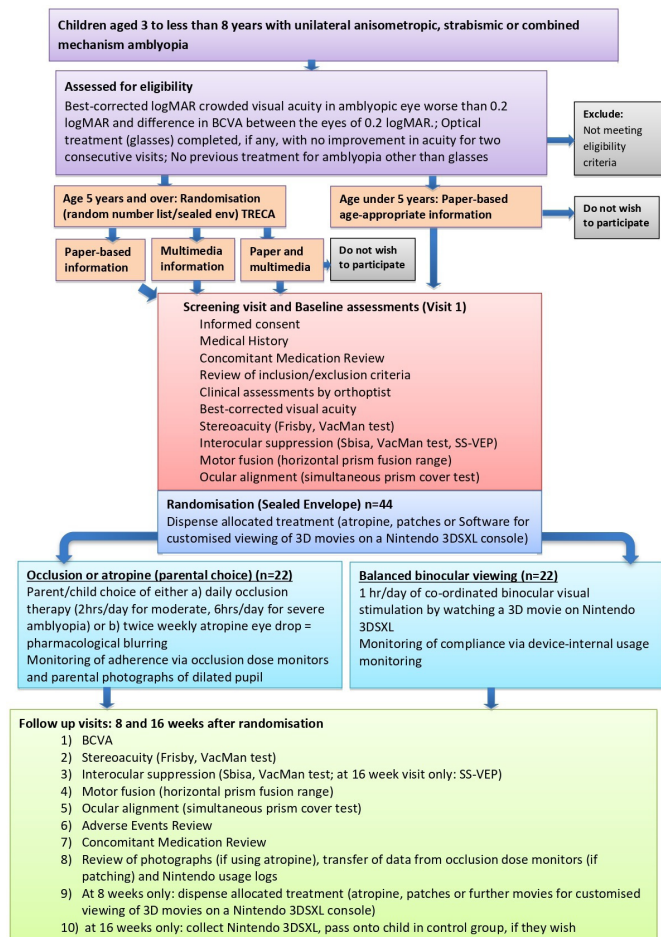 Children aged 3 to less than 8 years with unilateral anisometropic, strabismic or combined
mechanism amblyopia
Assessed for eligibility
Best-corrected logMAR crowded visual acuity in amblyopic eye worse than 0.2
logMAR and difference in BCVA between the eyes of 0.2 logMAR.; Optical
treatment (glasses) completed, if any, with no improvement in acuity for two
consecutive visits; No previous treatment for amblyopia other than glasses
Exclude:
Not meeting
eligibility
criteria
Age 5 years and over: Randomisation
(random number list/sealed env) TRECA
Age under 5 years: Paper-based
age-appropriate information
Do not wish
to participate
Paper-based
information
Multimedia
information
Paper and
multimedia
Do not wish
to participate
Screening visit and Baseline assessments (Visit 1)
Informed consent
Medical History
Concomitant Medication Review
Review of inclusion/exclusion criteria
Clinical assessments by orthoptist
Best-corrected visual acuity
Stereoacuity (Frisby, VacMan test)
Interocular suppression (Sbisa, VacMan test, SS-VEP)
Motor fusion (horizontal prism fusion range)
Ocular alignment (simultaneous prism cover test)
Randomisation (Sealed Envelope) n=44
Dispense allocated treatment (atropine, patches or Software for
customised viewing of 3D movies on a Nintendo 3DSXL console)
Occlusion or atropine (parental choice) (n=22)
Parent/child choice of either a) daily occlusion
therapy (2hrs/day for moderate, 6hrs/day for severe
amblyopia) or b) twice weekly atropine eye drop =
pharmacological blurring
Monitoring of adherence via occlusion dose monitors
and parental photographs of dilated pupil
Balanced binocular viewing (n=22)
1 hr/day of co-ordinated binocular visual
stimulation by watching a 3D movie on Nintendo
3DSXL
Monitoring of compliance via device-internal usage
monitoring
Follow up visits: 8 and 16 weeks after randomisation
1) BCVA
2) Stereoacuity (Frisby, VacMan test)
3) Interocular suppression (Sbisa, VacMan test; at 16 week visit only: SS-VEP)
4) Motor fusion (horizontal prism fusion range)
5) Ocular alignment (simultaneous prism cover test)
6) Adverse Events Review
7) Concomitant Medication Review
8) Review of photographs (if using atropine), transfer of data from occlusion dose monitors (if
patching) and Nintendo usage logs
9) At 8 weeks only: dispense allocated treatment (atropine, patches or further movies for customised
viewing of 3D movies on a Nintendo 3DSXL console)
10) at 16 weeks only: collect Nintendo 3DSXL, pass onto child in control group, if they wish